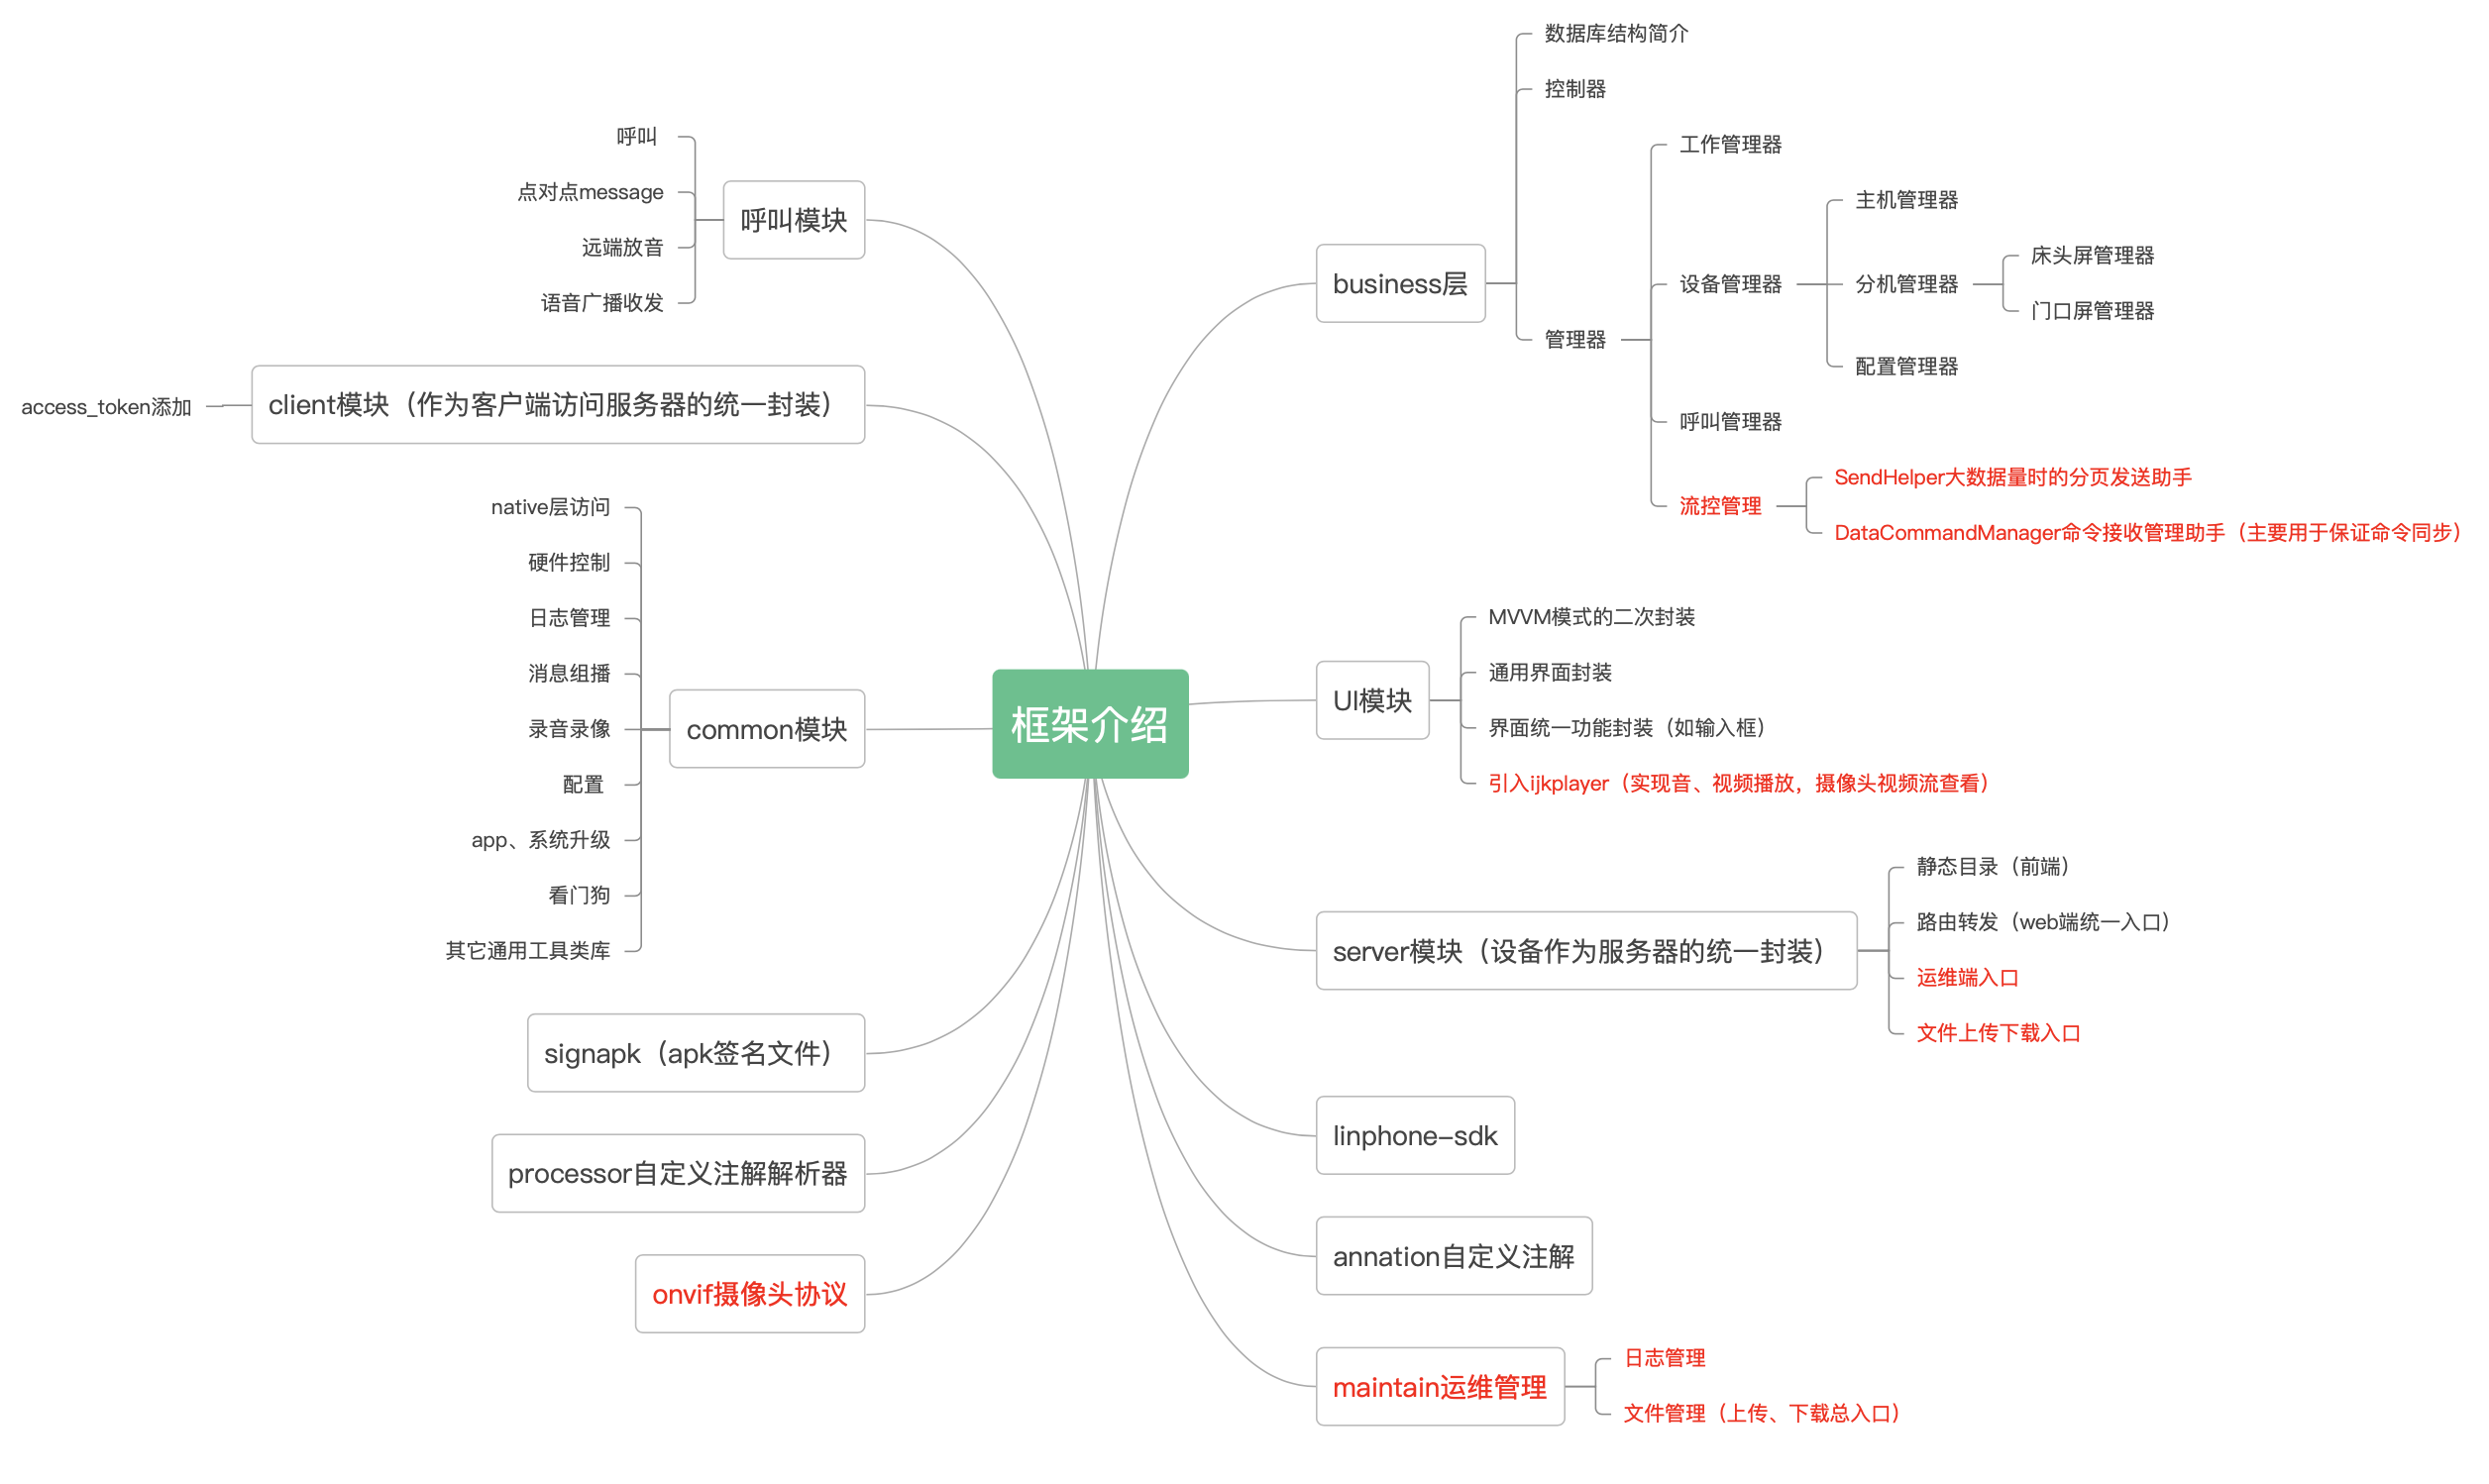 框架介绍
business层
数据库结构简介
控制器
管理器
工作管理器
设备管理器
主机管理器
分机管理器
床头屏管理器
门口屏管理器
配置管理器
呼叫管理器
流控管理
SendHelper大数据量时的分页发送助手
DataCommandManager命令接收管理助手（主要用于保证命令同步）
UI模块
MVVM模式的二次封装
通用界面封装
界面统一功能封装（如输入框）
引入ijkplayer（实现音、视频播放，摄像头视频流查看）
server模块（设备作为服务器的统一封装）
静态目录（前端）
路由转发（web端统一入口）
运维端入口
文件上传下载入口
linphone-sdk
annation自定义注解
maintain运维管理
日志管理
文件管理（上传、下载总入口）
呼叫模块
呼叫
点对点message
远端放音
语音广播收发
client模块（作为客户端访问服务器的统一封装）
access_token添加
common模块
native层访问
硬件控制
日志管理
消息组播
录音录像
配置
app、系统升级
看门狗
其它通用工具类库
signapk（apk签名文件）
processor自定义注解解析器
onvif摄像头协议